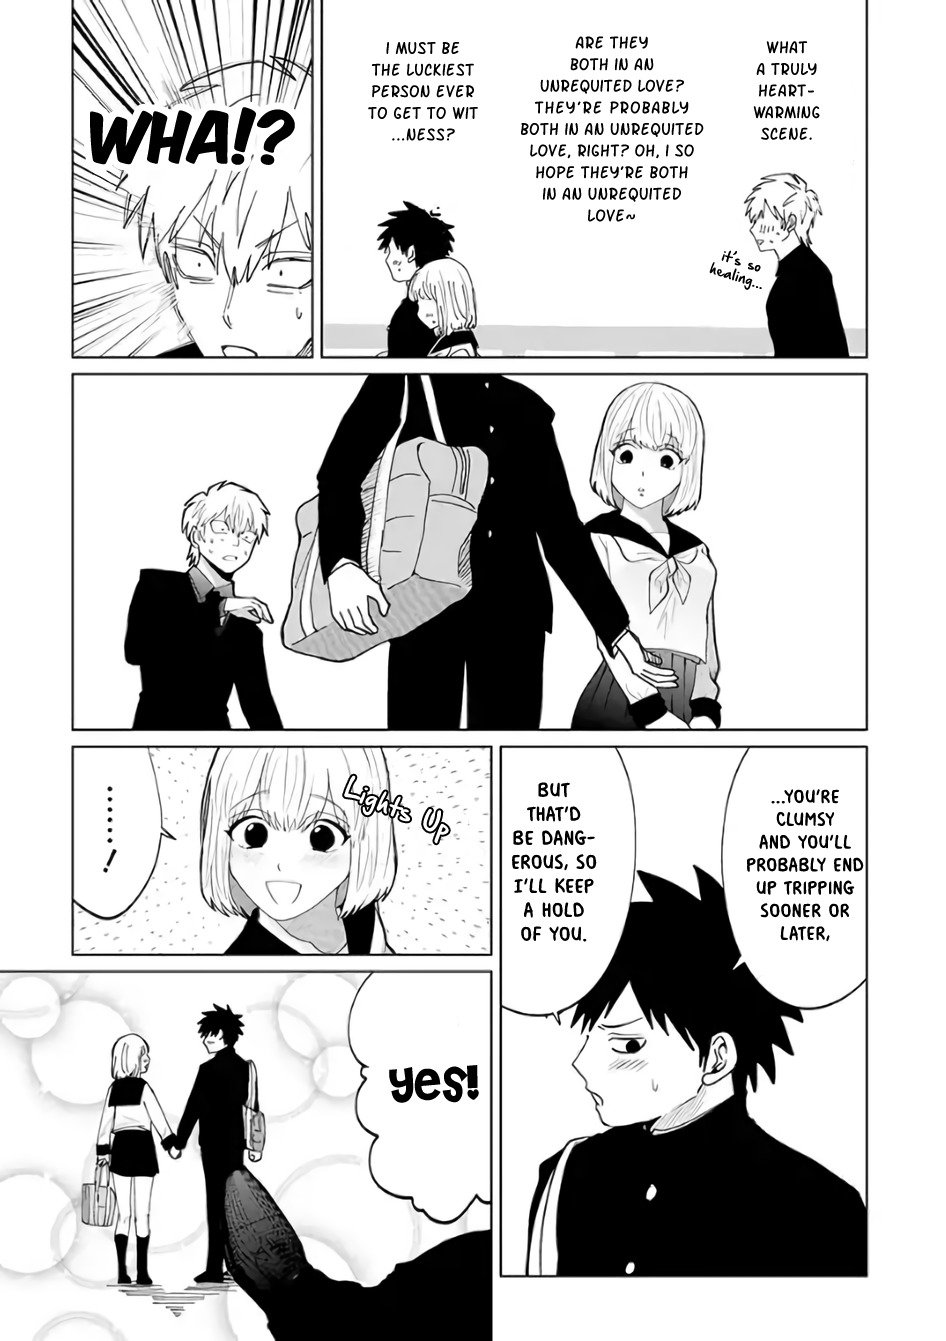 WHAT
A TRULY
HEART-
WARMING
SCENE.
it's so
healing...
ARE THEY
BOTH IN AN
UNREQUITED LOVE?
THEY'RE PROBABLY
BOTH IN AN UNREQUITED
LOVE, RIGHT? OH, I SO
HOPE THEY'RE BOTH
IN AN UNREQUITED
LOVE~
I MUST BE
THE LUCKIEST
PERSON EVER
TO GET TO WIT
...NESS?
WHA!?
...YOU'RE
CLUMSY
AND YOU'LL
PROBABLY END
UP TRIPPING
SOONER OR
LATER,
BUT
THAT'D
BE DANG-
EROUS, SO
I'LL KEEP
A HOLD
OF YOU.
Lights Up
......!
YES!